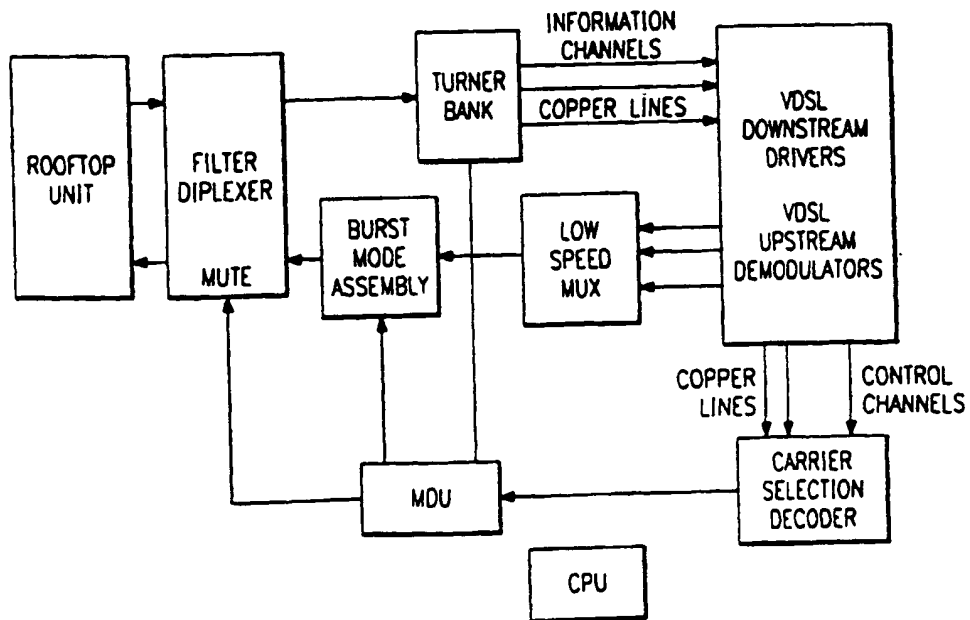 INFORMATION
CHANNELS
TURNER
BANK
COPPER LINES
VDSL
DOWNSTREAM
DRIVERS
VDSL
UPSTREAM
DEMODULATORS
ROOFTOP
UNIT
FILTER
DIPLEXER
MUTE
BURST
MODE
ASSEMBLY
LOW
SPEED
MUX
COPPER
LINES
CONTROL
CHANNELS
MDU
CARRIER
SELECTION
DECODER
CPU